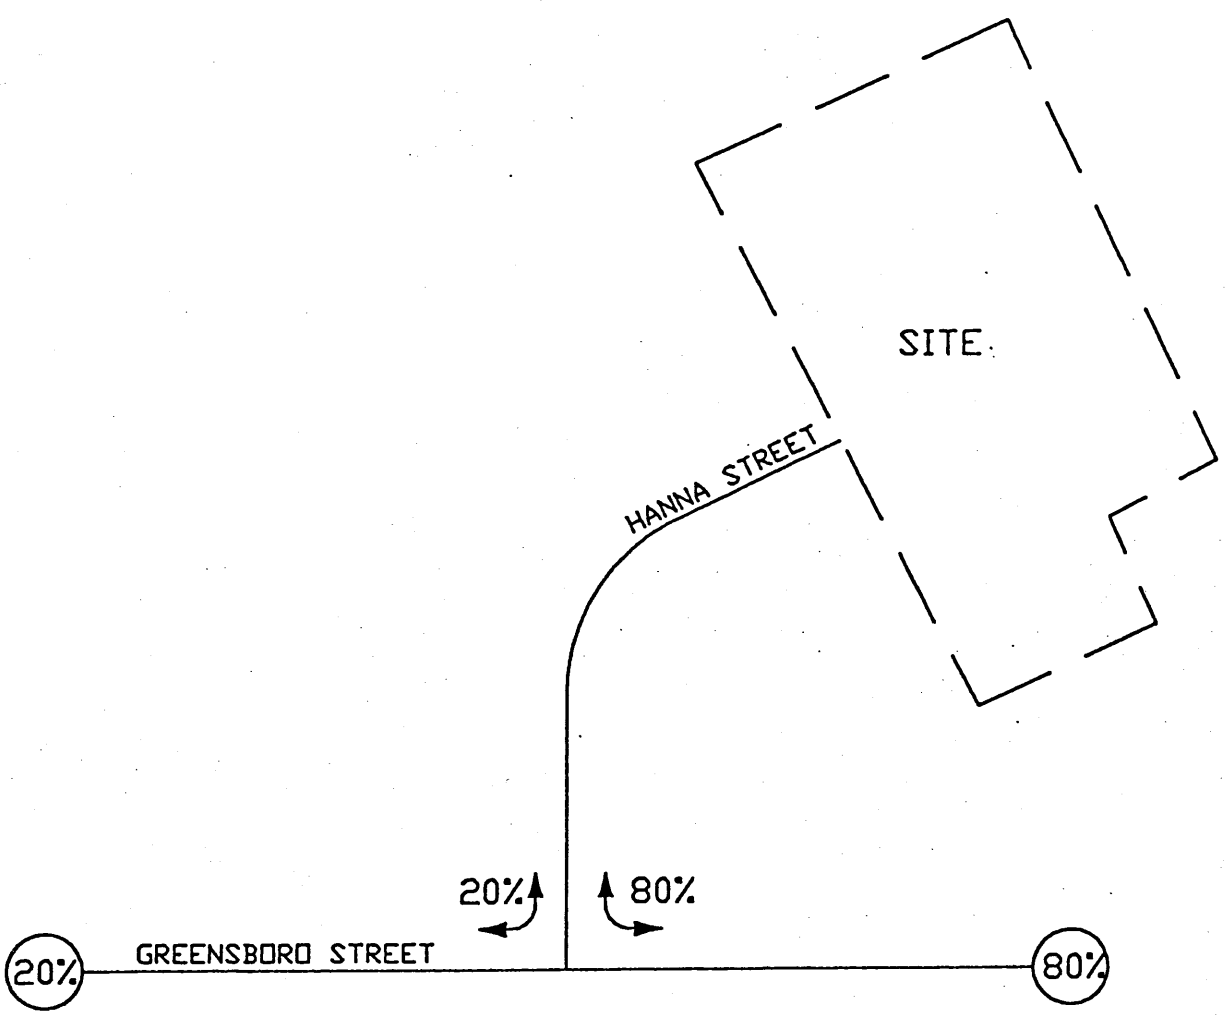 SITE
HANNA STREET
20% 80%
GREENSBORO STREET
20% 80%